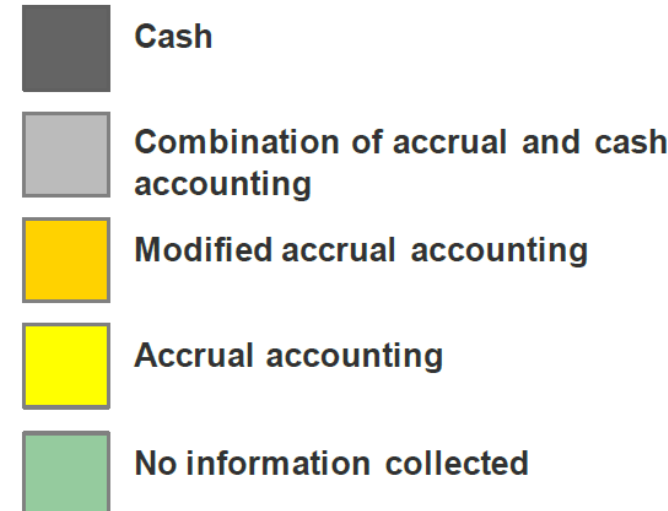 Cash
Combination of accrual and cash
accounting
Modified accrual accounting
Accrual accounting
No information collected